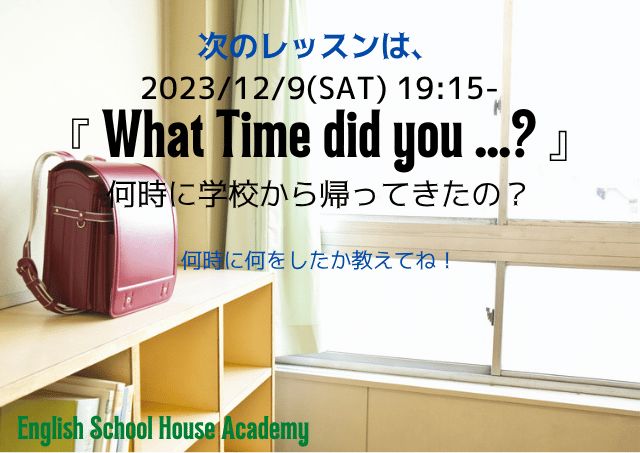 次のレッスンは、
2023/12/9(SAT) 19:15-
『 What Time did you ...? 』
何時に学校から帰ってきたの？
何時に何をしたか教えてね！
English School House Academy